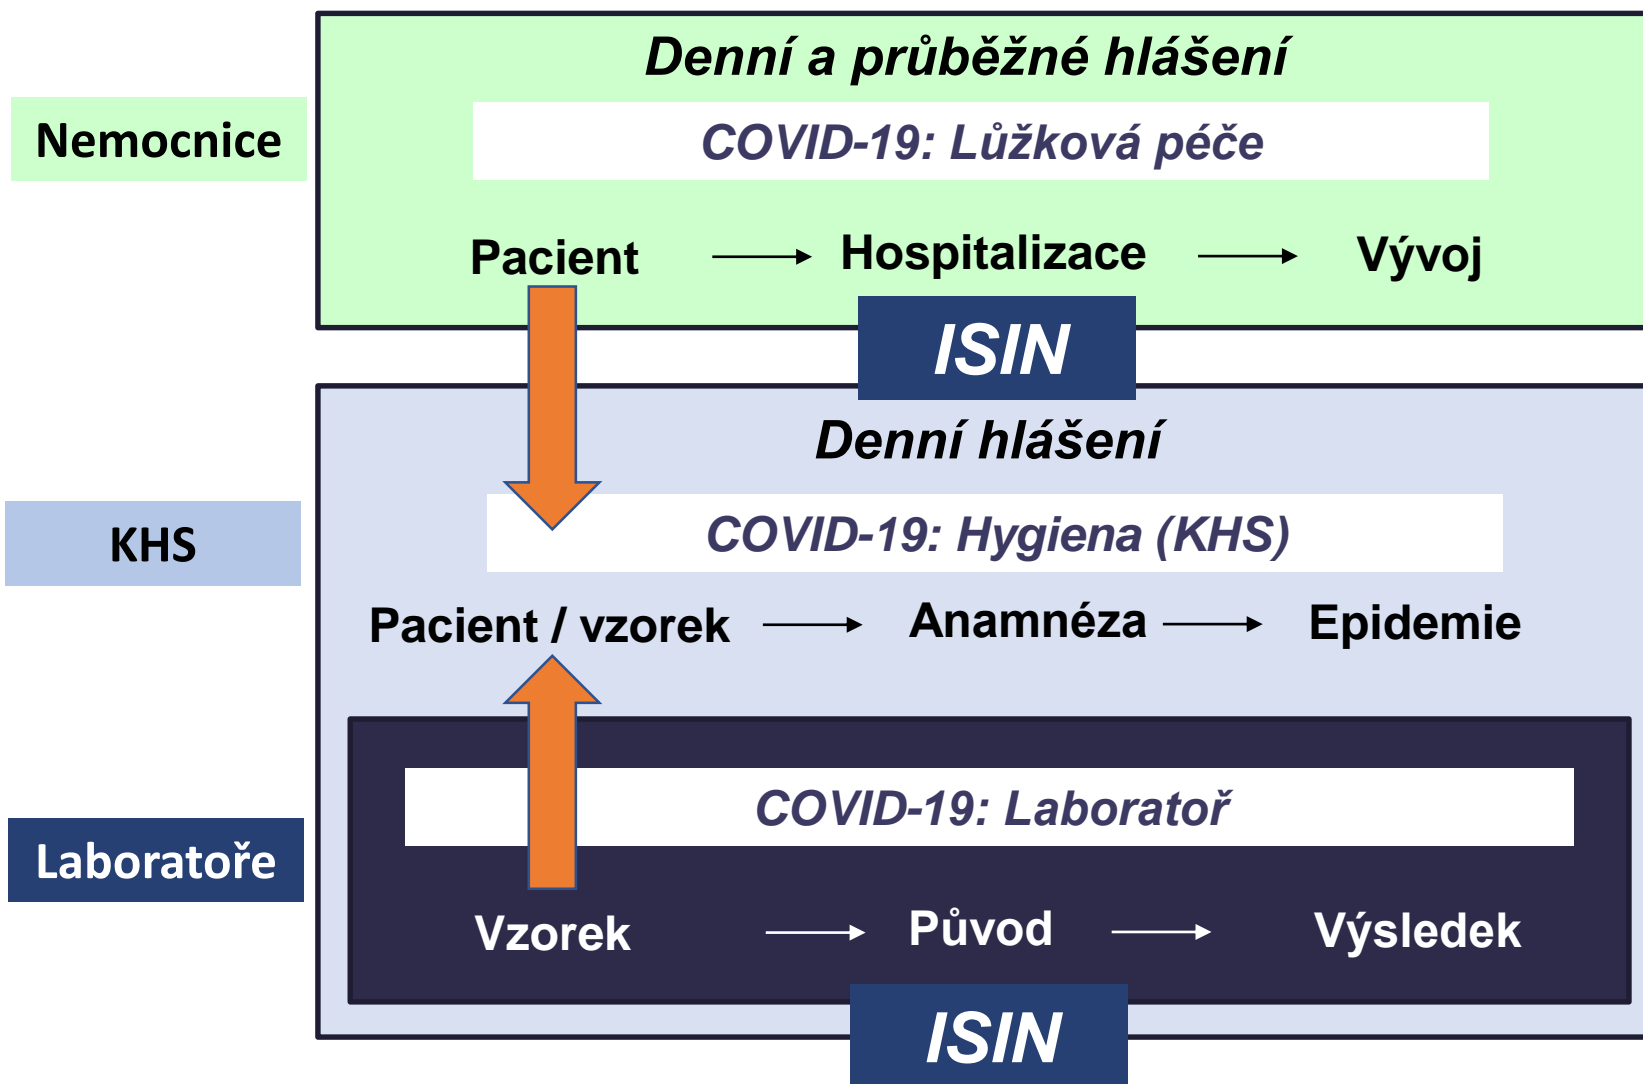 Denní a průběžné hlášení
Nemocnice
COVID-19: Lůžková péče
Pacient
Hospitalizace
Vývoj
ISIN
Denní hlášení
KHS
COVID-19: Hygiena (KHS)
Pacient / vzorek
Anamnéza
Epidemie
COVID-19: Laboratoř
Laboratoře
Vzorek
Původ
Výsledek
ISIN